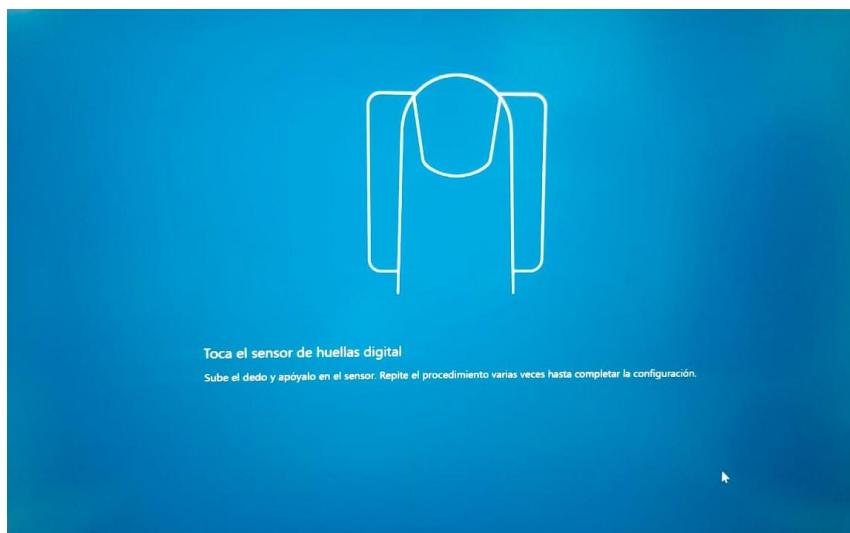 Toca el sensor de huellas digital
Sube el dedo y apóyalo en el sensor. Repite el procedimiento varias veces hasta completar la configuración.